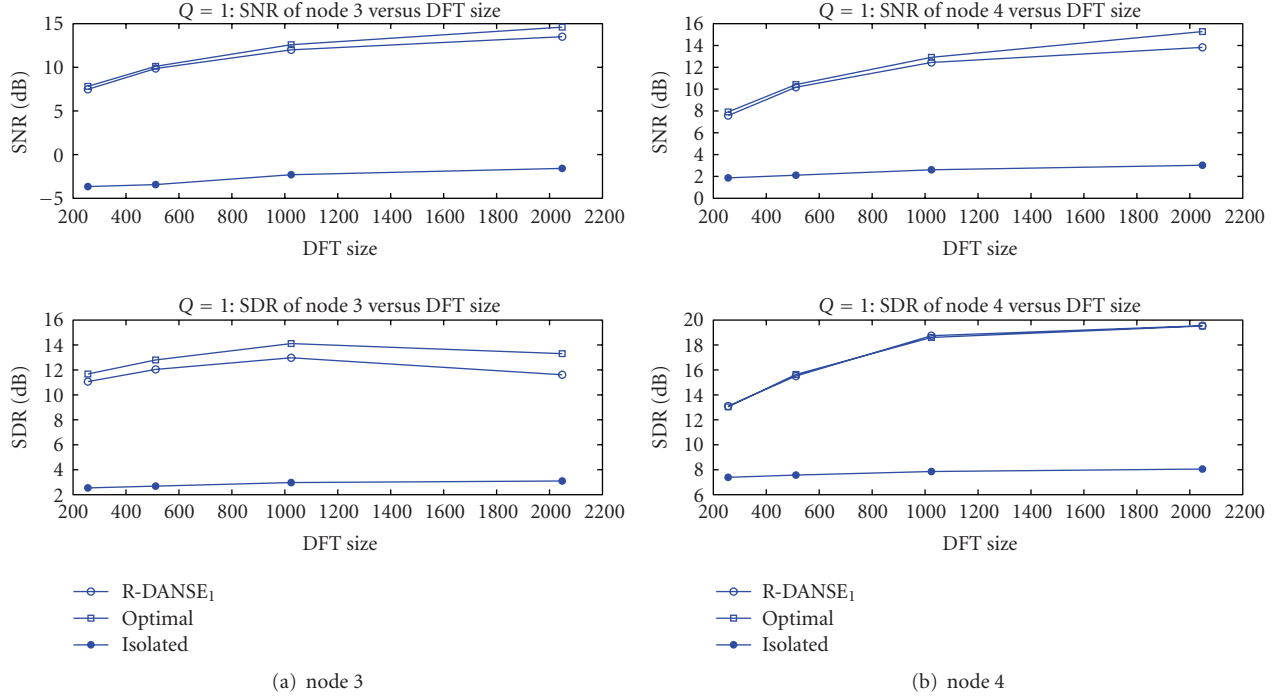 Q = 1: SNR of node 3 versus DFT size
15
10
5
0
−5
SNR (dB)
200 400 600 800 1000 1200 1400 1600 1800 2000 2200
DFT size
Q = 1: SDR of node 3 versus DFT size
16
14
12
10
8
6
4
2
SDR (dB)
200 400 600 800 1000 1200 1400 1600 1800 2000 2200
DFT size
R-DANSE₁
Optimal
Isolated
(a) node 3
Q = 1: SNR of node 4 versus DFT size
16
14
12
10
8
6
4
2
0
SNR (dB)
200 400 600 800 1000 1200 1400 1600 1800 2000 2200
DFT size
Q = 1: SDR of node 4 versus DFT size
20
18
16
14
12
10
8
6
SDR (dB)
200 400 600 800 1000 1200 1400 1600 1800 2000 2200
DFT size
R-DANSE₁
Optimal
Isolated
(b) node 4